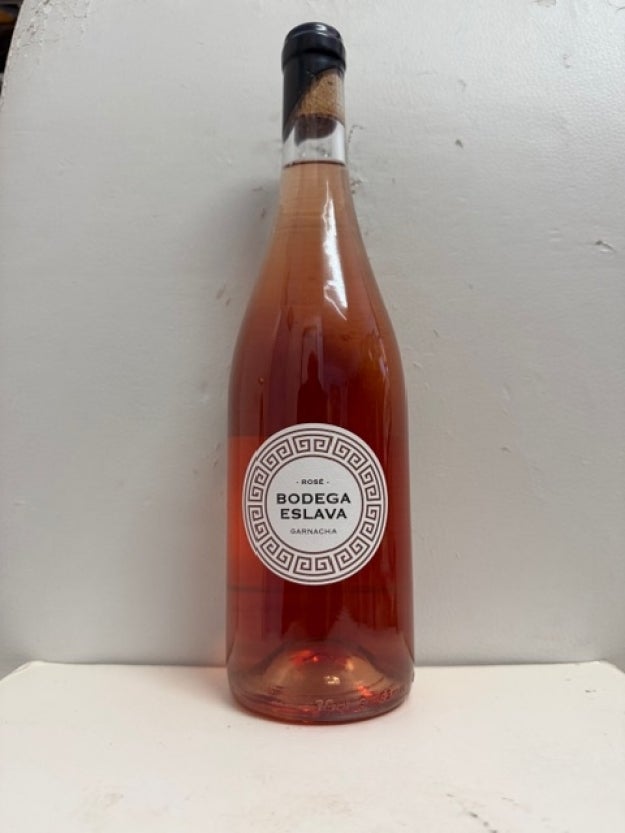 - ROSÉ -
BODEGA
ESLAVA
GARNACHA